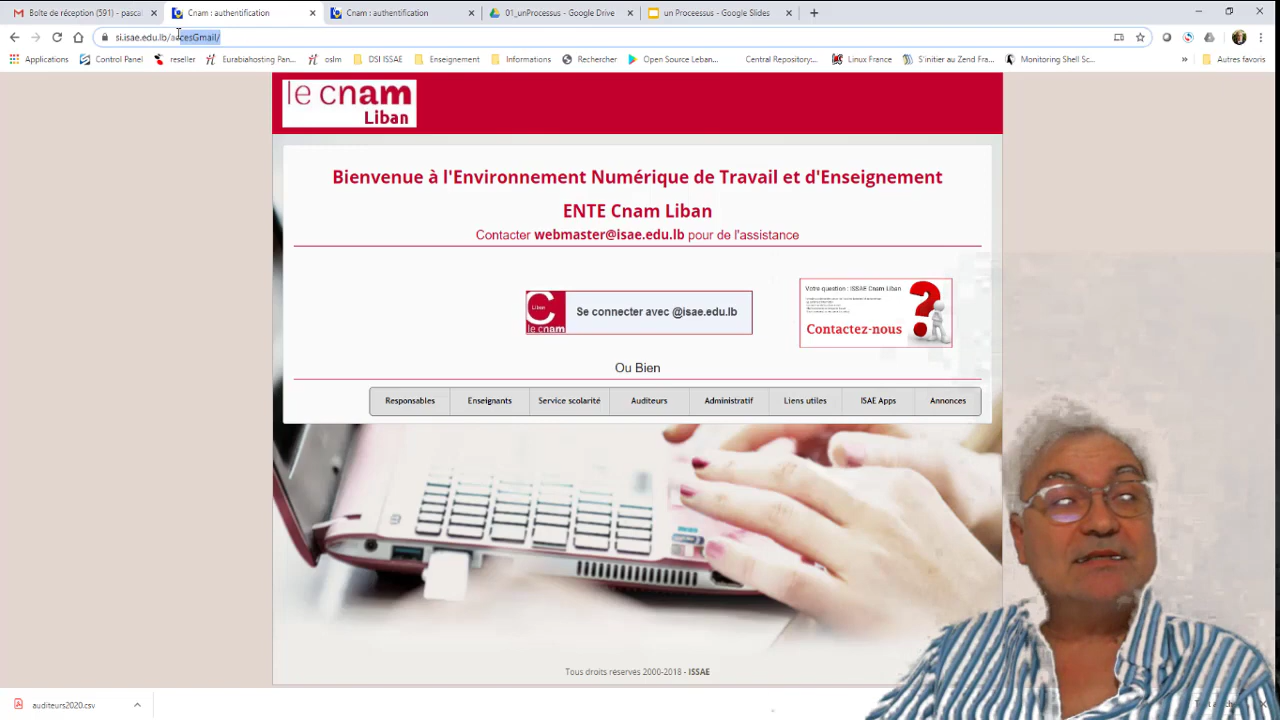 Boîte de réception (591) - pascal
Cnam : authentification
Cnam : authentification
01_unProcessus - Google Drive
un Processus - Google Slides
si.isae.edu.lb/accesGmail/
Applications
Control Panel
reseller
Eurabiahosting Pan...
oslm
DSI ISSAE
Enseignement
Informations
Rechercher
Open Source Leban...
Central Repository:...
Linux France
S'initier au Zend Fra...
Monitoring Shell Sc...
»
Autres favoris
le cnam
Liban
Bienvenue à l'Environnement Numérique de Travail et d'Enseignement
ENTE Cnam Liban
Contacter webmaster@isae.edu.lb pour de l'assistance
Liban
le cnam
Se connecter avec @isae.edu.lb
Votre question : ISSAE Cnam Liban
Contactez-nous
Ou Bien
Responsables
Enseignants
Service scolarité
Auditeurs
Administratif
Liens utiles
ISAE Apps
Annonces
Tous droits réservés 2000-2018 - ISSAE
auditeurs2020.csv